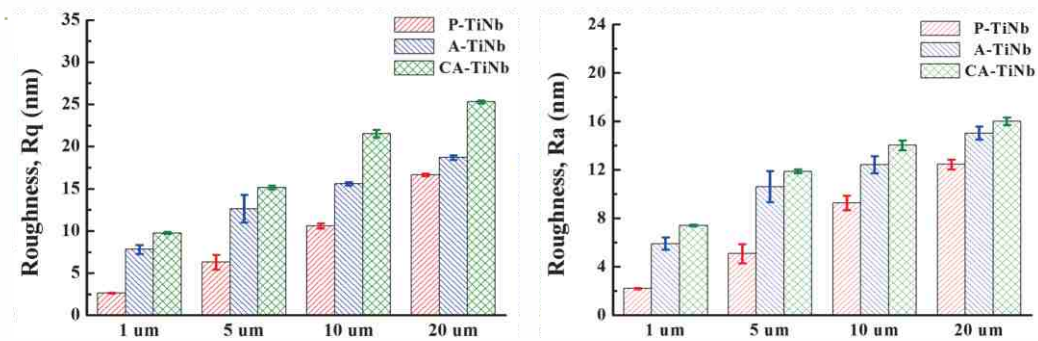 Roughness, Rq (nm)
35
30
25
20
15
10
5
0
P-TiNb
A-TiNb
CA-TiNb
1 um
5 um
10 um
20 um
Roughness, Ra (nm)
24
20
16
12
8
4
0
P-TiNb
A-TiNb
CA-TiNb
1 um
5 um
10 um
20 um